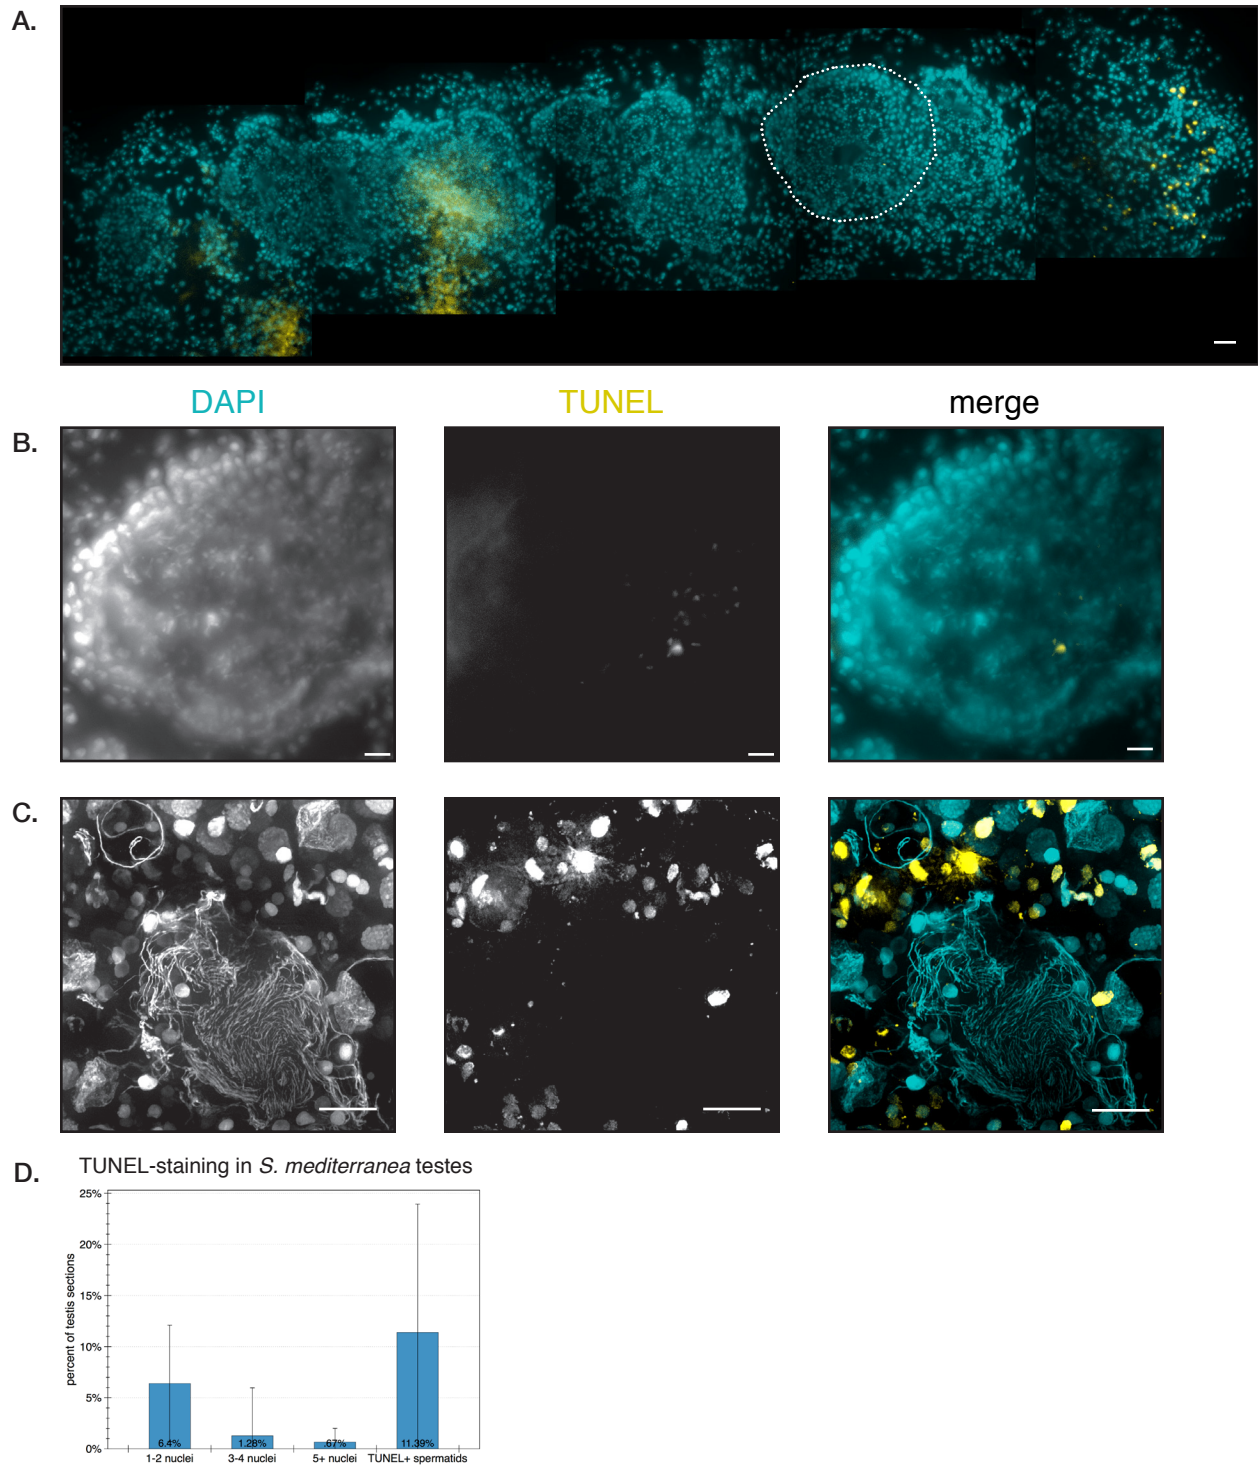 A.
DAPI
TUNEL
merge
B.
C.
D.
TUNEL-staining in S. mediterranea testes
percent of testis sections
25%
20%
15%
10%
5%
0%
6.4%
1.28%
.67%
11.39%
1-2 nuclei
3-4 nuclei
5+ nuclei
TUNEL+ spermatids